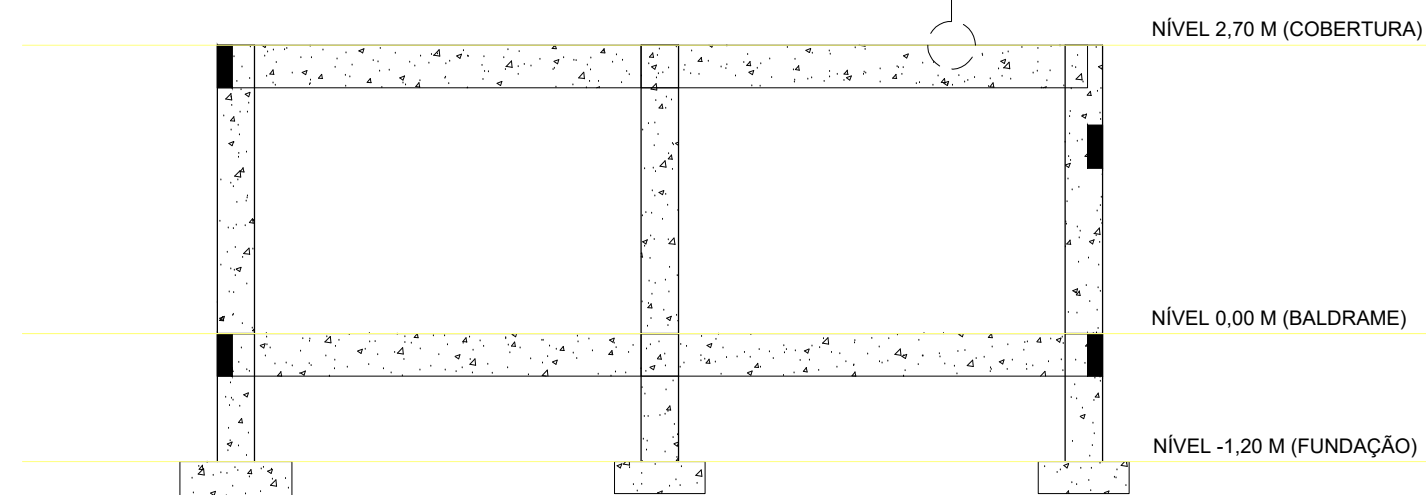 NÍVEL 2,70 M (COBERTURA)
NÍVEL 0,00 M (BALDRAME)
NÍVEL -1,20 M (FUNDAÇÃO)